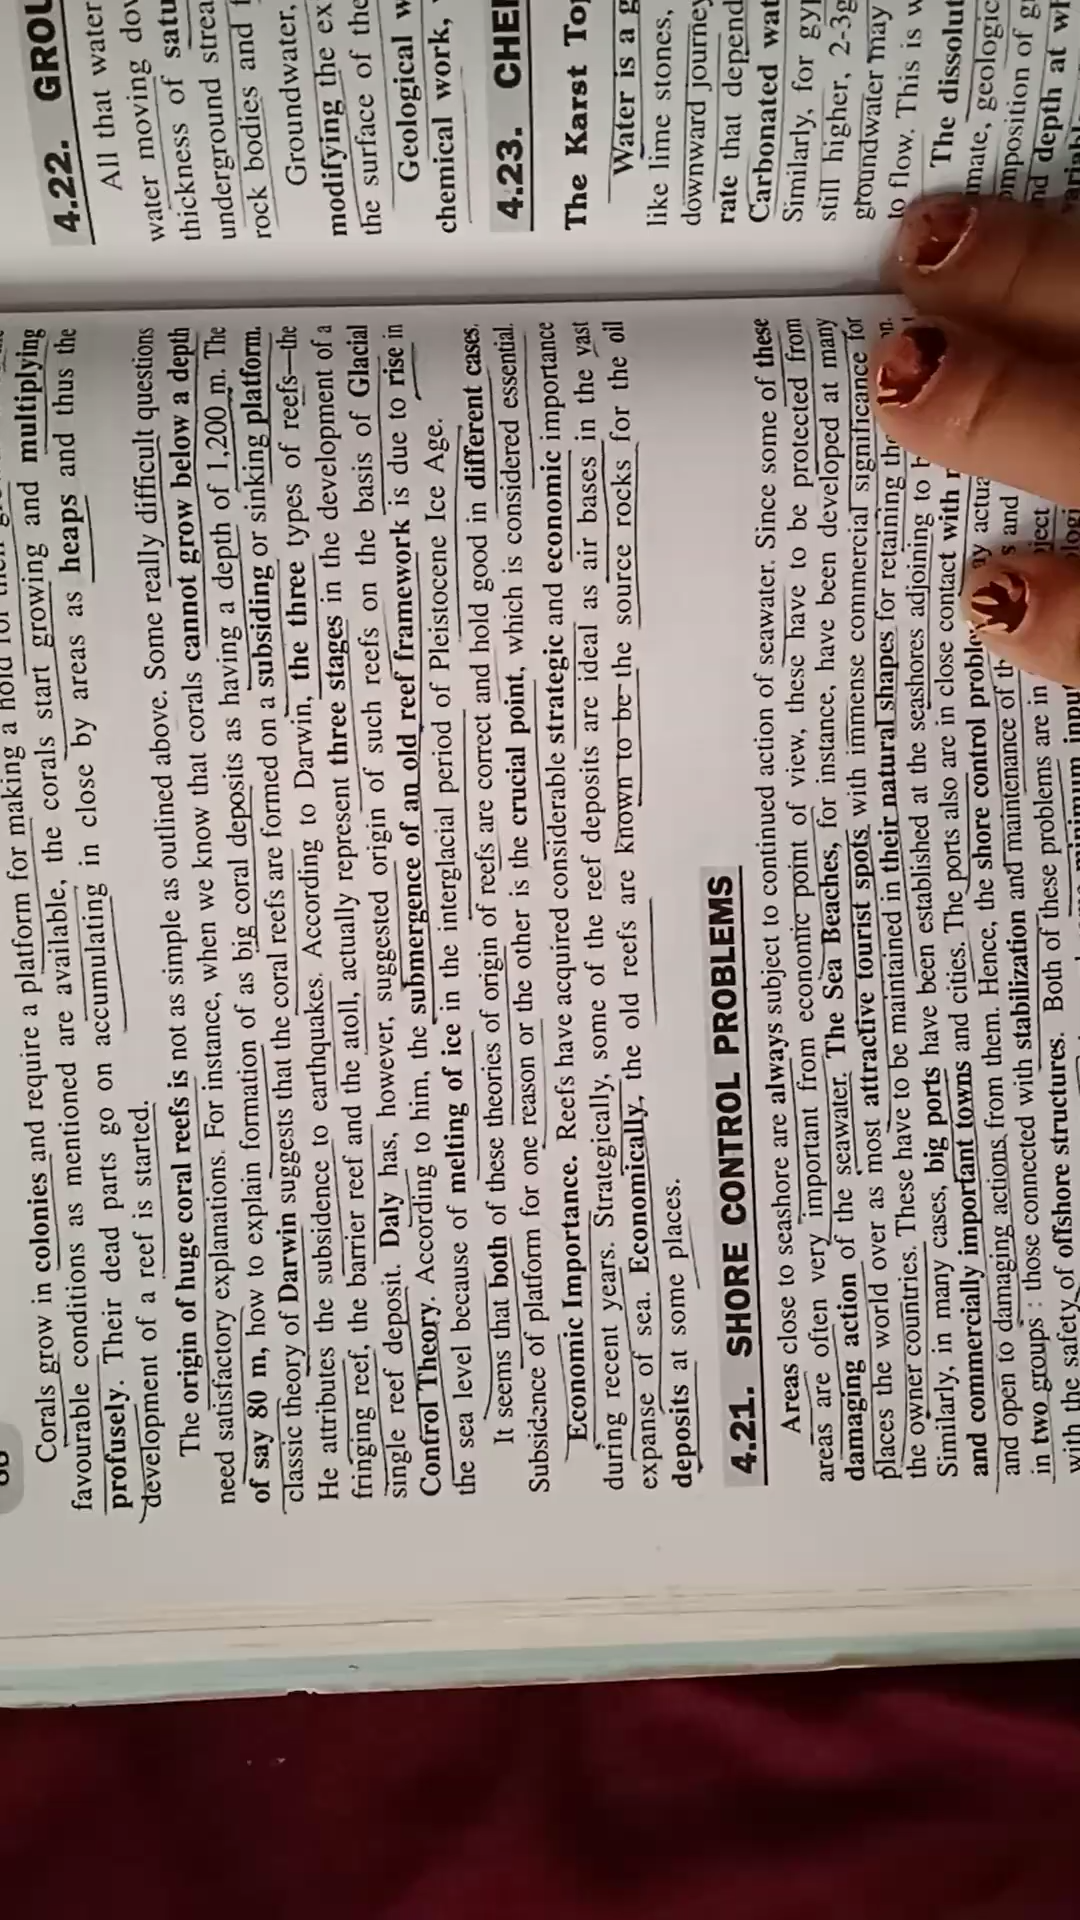 Corals grow in colonies and require a platform for making a hold for
favourable conditions as mentioned are available, the corals start growing and multiplying
profusely. Their dead parts go on accumulating in close by areas as heaps and thus the
development of a reef is started.
The origin of huge coral reefs is not as simple as outlined above. Some really difficult questions
need satisfactory explanations. For instance, when we know that corals cannot grow below a depth
of say 80 m, how to explain formation of as big coral deposits as having a depth of 1,200 m. The
classic theory of Darwin suggests that the coral reefs are formed on a subsiding or sinking platform.
He attributes the subsidence to earthquakes. According to Darwin, the three types of reefs—the
fringing reef, the barrier reef and the atoll, actually represent three stages in the development of a
single reef deposit. Daly has, however, suggested origin of such reefs on the basis of Glacial
Control Theory. According to him, the submergence of an old reef framework is due to rise in
the sea level because of melting of ice in the interglacial period of Pleistocene Ice Age.
It seems that both of these theories of origin of reefs are correct and hold good in different cases.
Subsidence of platform for one reason or the other is the crucial point, which is considered essential.
Economic Importance. Reefs have acquired considerable strategic and economic importance
during recent years. Strategically, some of the reef deposits are ideal as air bases in the vast
expanse of sea. Economically, the old reefs are known to be the source rocks for the oil
deposits at some places.
4.21. SHORE CONTROL PROBLEMS
Areas close to seashore are always subject to continued action of seawater. Since some of these
areas are often very important from economic point of view, these have to be protected from
damaging action of the seawater. The Sea Beaches, for instance, have been developed at many
places the world over as most attractive tourist spots with immense commercial significance for
the owner countries. These have to be maintained in their natural shapes for retaining
Similarly, in many cases, big ports have been established at the seashores adjoining to
and commercially important towns and cities. The ports also are in close contact with
and open to damaging actions from them. Hence, the shore control
in two groups : those connected with stabilization and maintenance of
with the safety of offshore structures. Both of these problems are in
4.22. GROU
All that water
water moving
thickness of satu
underground strea
rock bodies and
Groundwater,
modifying the ex
the surface of the
Geological w
chemical work,
4.23. CHE
The Karst To
Water is a g
like lime stones,
downward journey
rate that depend
Carbonated wat
Similarly, for gy
still higher, 2-3g
groundwater may
to flow. This is w
The dissolut
geologic
of
depth at